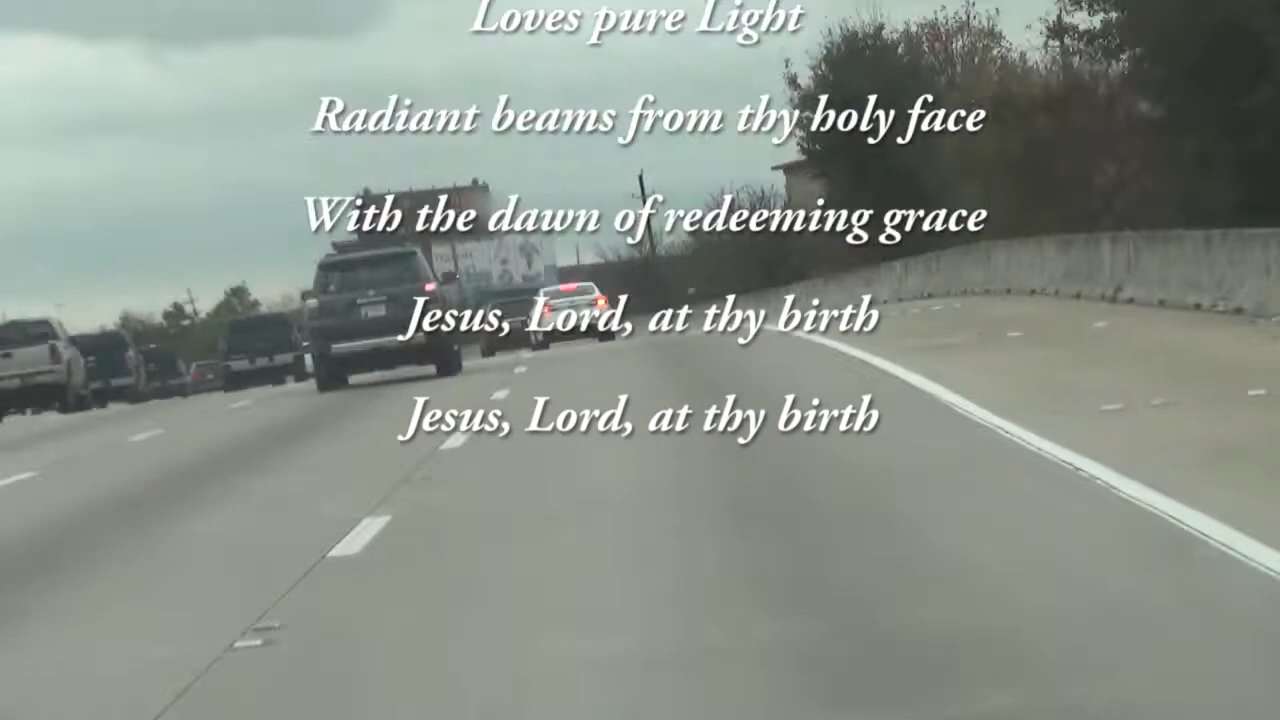 Loves pure Light
Radiant beams from thy holy face
With the dawn of redeeming grace
Jesus, Lord, at thy birth
Jesus, Lord, at thy birth